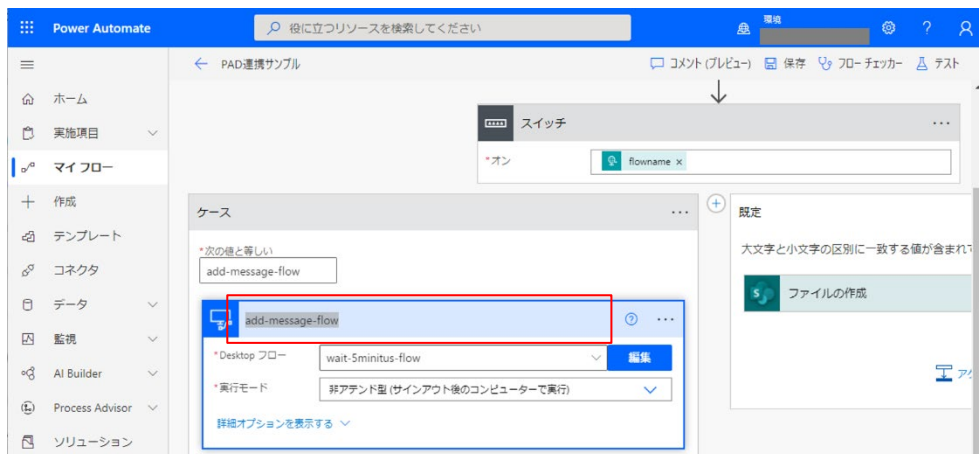 Power Automate
役に立つリソースを検索してください
環境
?
← PAD連携サンプル
コメント (プレビュー)
保存
フロー チェッカー
テスト
ホーム
実施項目
マイ フロー
作成
テンプレート
コネクタ
データ
監視
AI Builder
Process Advisor
ソリューション
スイッチ
...
*オン
flowname x
ケース
...
*次の値と等しい
add-message-flow
add-message-flow
?
...
*Desktop フロー
wait-5minitus-flow
編集
*実行モード
非アテンド型 (サインアウト後のコンピューターで実行)
詳細オプションを表示する
既定
大文字と小文字の区別に一致する値が含まれて
ファイルの作成